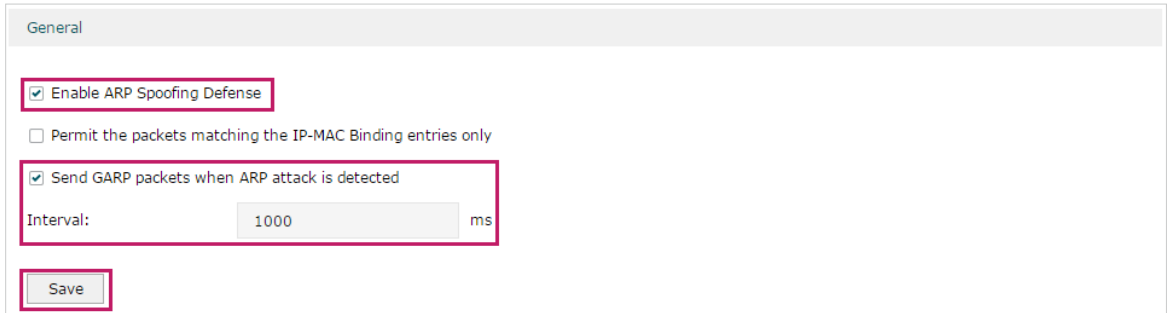 General
Enable ARP Spoofing Defense
Permit the packets matching the IP-MAC Binding entries only
Send GARP packets when ARP attack is detected
Interval: 1000 ms
Save